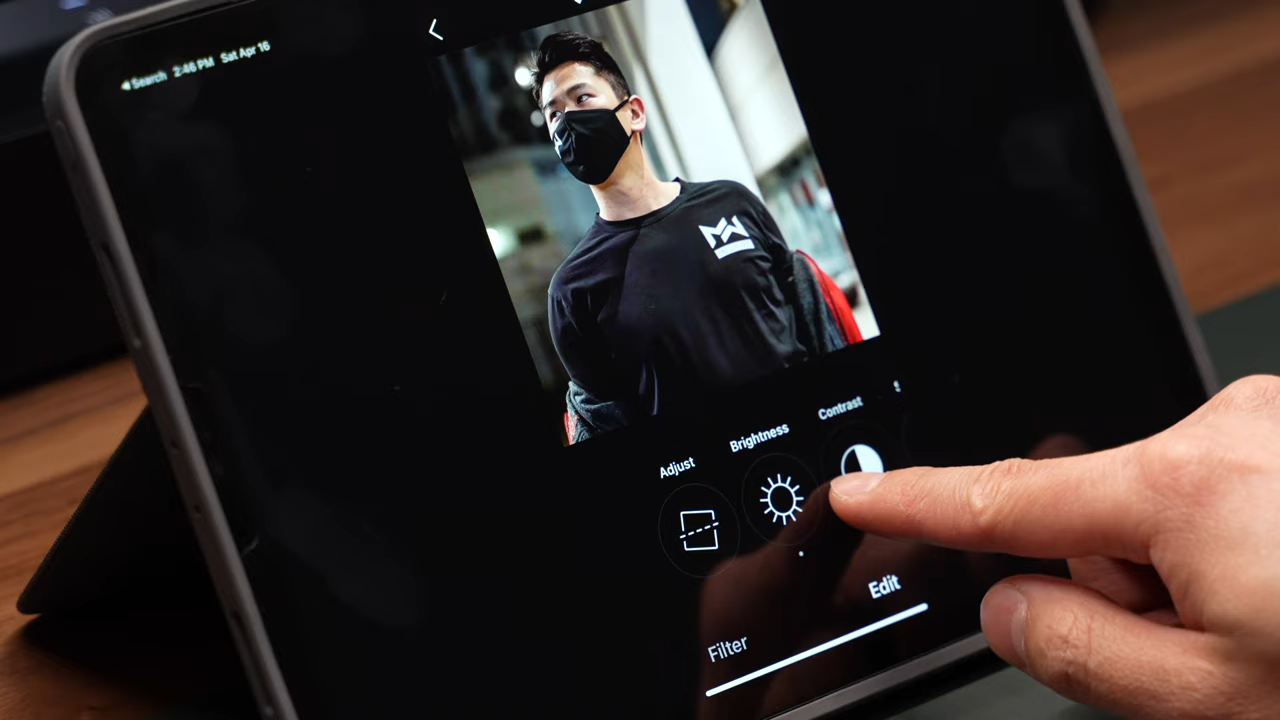 ◀ Search 2:46 PM Sat Apr 16
Adjust
Brightness
Contrast
Filter
Edit